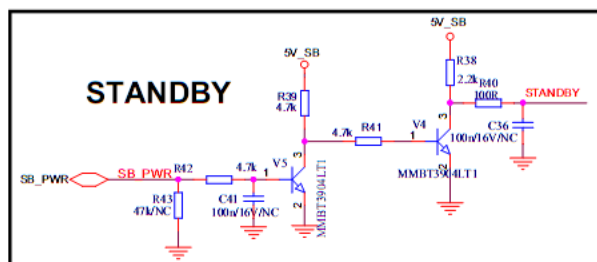 5V_SB
R38
2.2k
5V_SB
R40
100R
STANDBY
STANDBY
R39
4.7k
4.7k
R41
V4
3
1
C36
100n/16V/NC
2
MMBT3904LT1
SB_PWR
SB_PWR
R42
4.7k
V5
3
1
2
MMBT3904LT1
R43
47k/NC
C41
100n/16V/NC